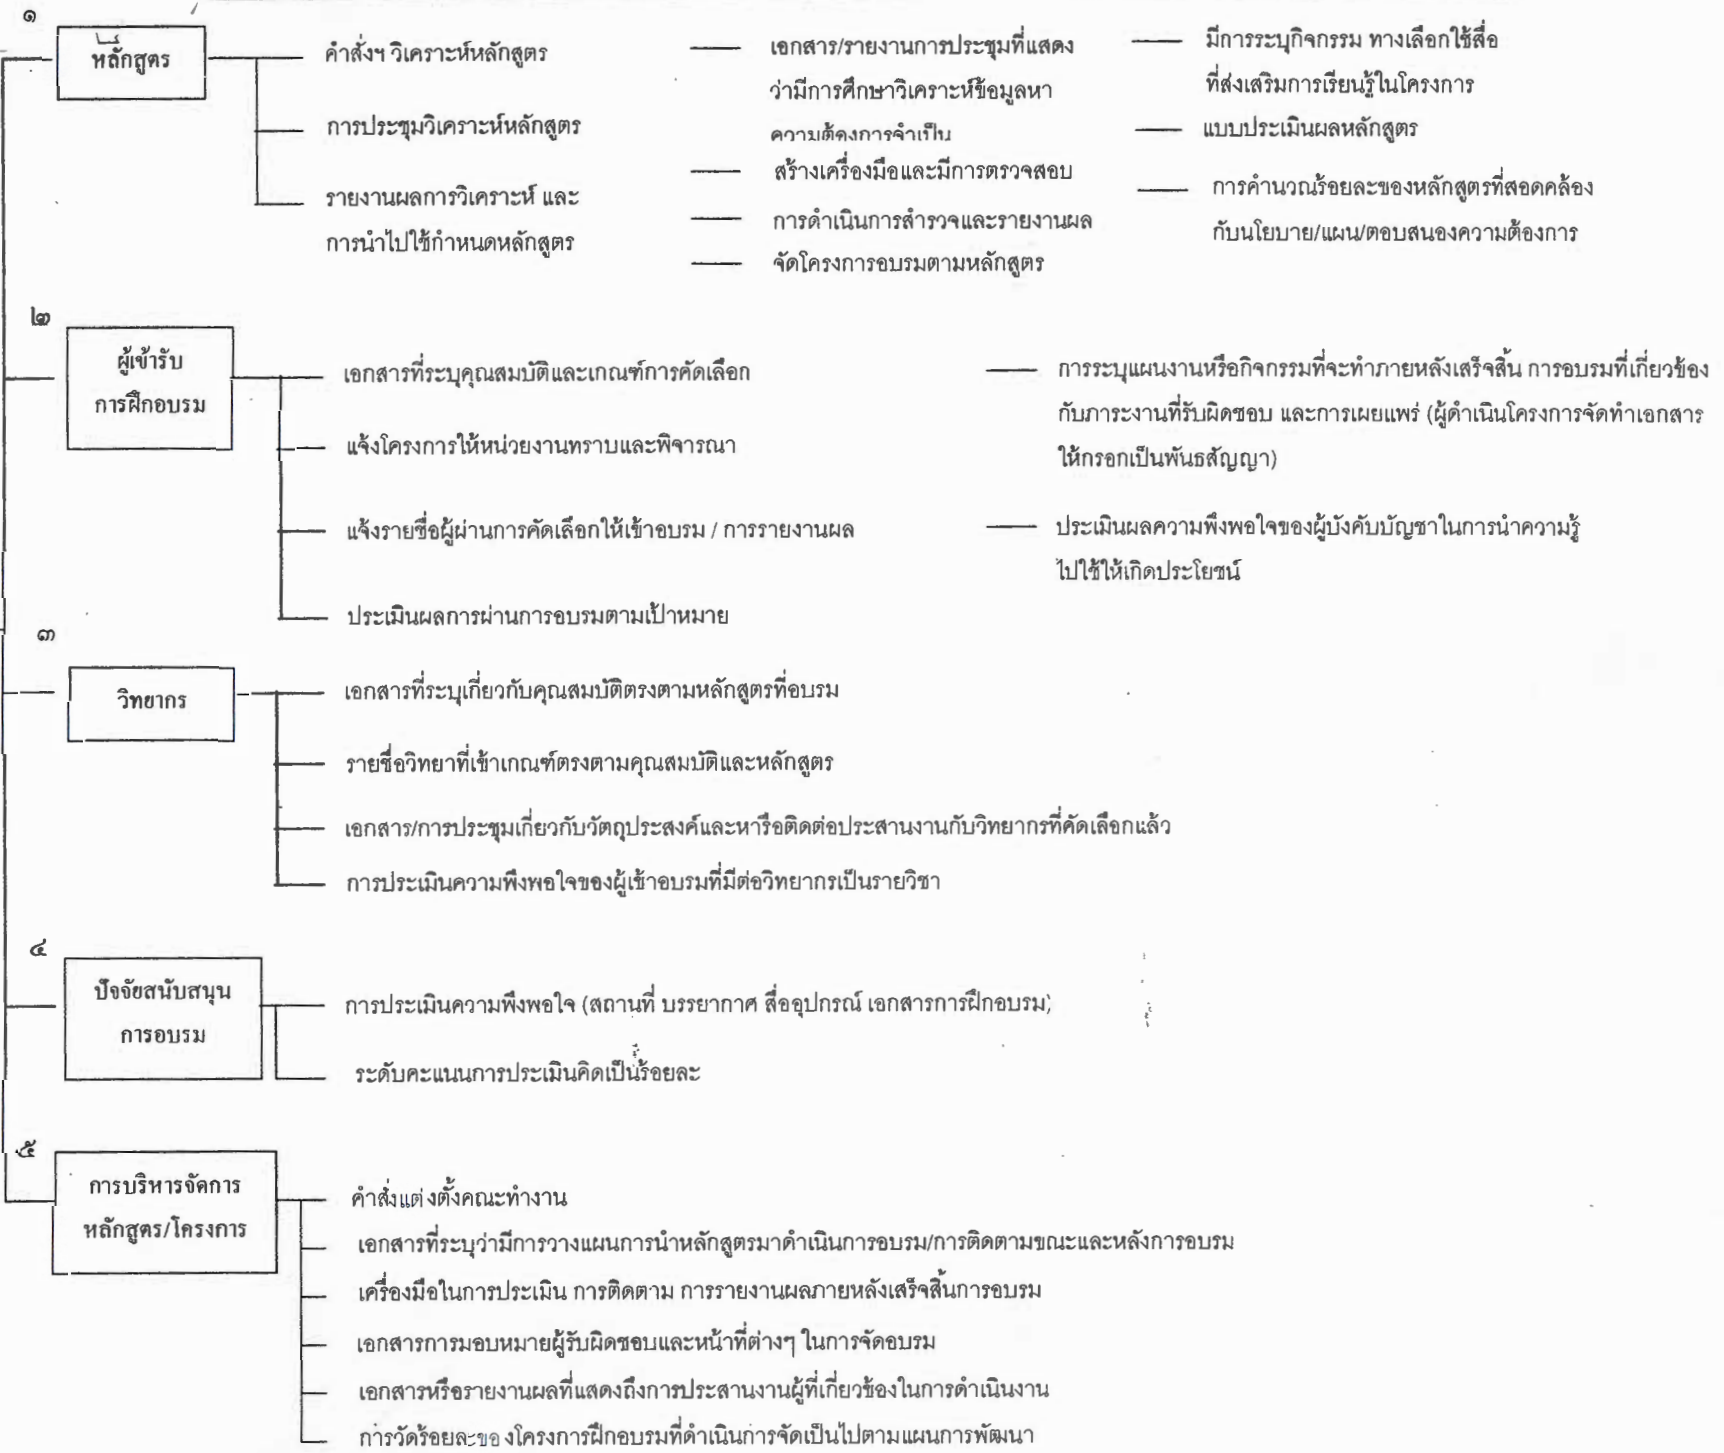 ๑
หลักสูตร
คำสั่งฯ วิเคราะห์หลักสูตร
การประชุมวิเคราะห์หลักสูตร
รายงานผลการวิเคราะห์ และ
การนำไปใช้กำหนดหลักสูตร
เอกสาร/รายงานการประชุมที่แสดง
ว่ามีการศึกษาวิเคราะห์ข้อมูลหา
ความต้องการจำเป็น
สร้างเครื่องมือและมีการตรวจสอบ
การดำเนินการสำรวจและรายงานผล
จัดโครงการอบรมตามหลักสูตร
มีการระบุกิจกรรม ทางเลือกใช้สื่อ
ที่ส่งเสริมการเรียนรู้ในโครงการ
แบบประเมินผลหลักสูตร
การคำนวณร้อยละของหลักสูตรที่สอดคล้อง
กับนโยบาย/แผน/ตอบสนองความต้องการ
๒
ผู้เข้ารับ
การฝึกอบรม
เอกสารที่ระบุคุณสมบัติและเกณฑ์การคัดเลือก
แจ้งโครงการให้หน่วยงานทราบและพิจารณา
แจ้งรายชื่อผู้ผ่านการคัดเลือกให้เข้าอบรม / การรายงานผล
ประเมินผลการผ่านการอบรมตามเป้าหมาย
การระบุแผนงานหรือกิจกรรมที่จะทำภายหลังเสร็จสิ้น การอบรมที่เกี่ยวข้อง
กับภาระงานที่รับผิดชอบ และการเผยแพร่ (ผู้ดำเนินโครงการจัดทำเอกสาร
ให้กรอกเป็นพันธสัญญา)
ประเมินผลความพึงพอใจของผู้บังคับบัญชาในการนำความรู้
ไปใช้ให้เกิดประโยชน์
๓
วิทยากร
เอกสารที่ระบุเกี่ยวกับคุณสมบัติตรงตามหลักสูตรที่อบรม
รายชื่อวิทยาที่เข้าเกณฑ์ตรงตามคุณสมบัติและหลักสูตร
เอกสาร/การประชุมเกี่ยวกับวัตถุประสงค์และหารือติดต่อประสานงานกับวิทยากรที่คัดเลือกแล้ว
การประเมินความพึงพอใจของผู้เข้าอบรมที่มีต่อวิทยากรเป็นรายวิชา
๔
ปัจจัยสนับสนุน
การอบรม
การประเมินความพึงพอใจ (สถานที่ บรรยากาศ สื่ออุปกรณ์ เอกสารการฝึกอบรม)
ระดับคะแนนการประเมินคิดเป็นร้อยละ
๕
การบริหารจัดการ
หลักสูตร/โครงการ
คำสั่งแต่งตั้งคณะทำงาน
เอกสารที่ระบุว่ามีการวางแผนการนำหลักสูตรมาดำเนินการอบรม/การติดตามขณะและหลังการอบรม
เครื่องมือในการประเมิน การติดตาม การรายงานผลภายหลังเสร็จสิ้นการอบรม
เอกสารการมอบหมายผู้รับผิดชอบและหน้าที่ต่างๆ ในการจัดอบรม
เอกสารหรือรายงานผลที่แสดงถึงการประสานงานผู้ที่เกี่ยวข้องในการดำเนินงาน
การวัดร้อยละของโครงการฝึกอบรมที่ดำเนินการจัดเป็นไปตามแผนการพัฒนา